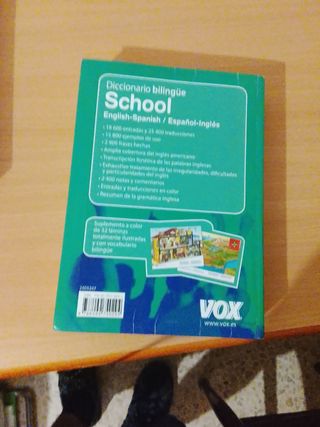 Diccionario bilingüe
School
English-Spanish / Español-Inglés
• 18 600 entradas y 25 400 traducciones
• 15 800 ejemplos de uso
• 2 900 frases hechas
• Amplia cobertura del inglés americano
• Transcripción fonética de las palabras inglesas
• Exhaustivo tratamiento de las irregularidades, dificultades
y particularidades del inglés
• 2 400 notas y comentarios
• Entradas y traducciones en color
• Resumen de la gramática inglesa
Suplemento a color
de 32 láminas
totalmente ilustradas
y con vocabulario
bilingüe
2405247
VOX
www.vox.es